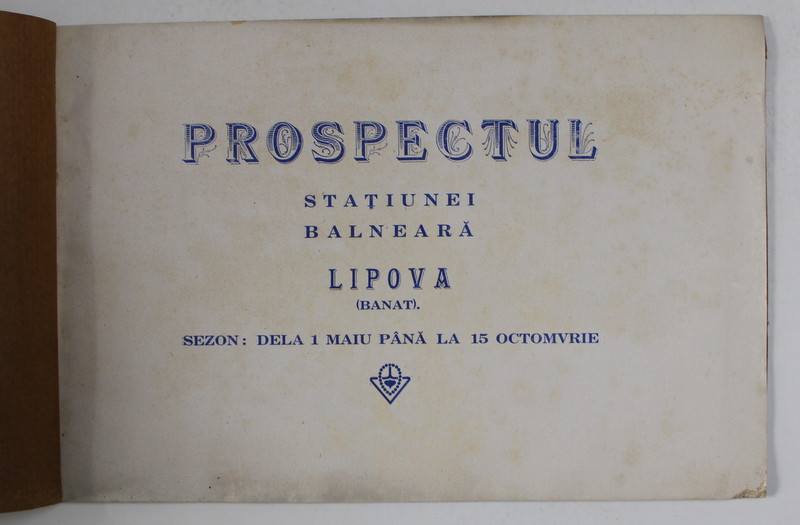 PROSPECTUL
STAŢIUNEI
BALNEARĂ
LIPOVA
(BANAT).
SEZON: DELA 1 MAIU PÂNĂ LA 15 OCTOMVRIE